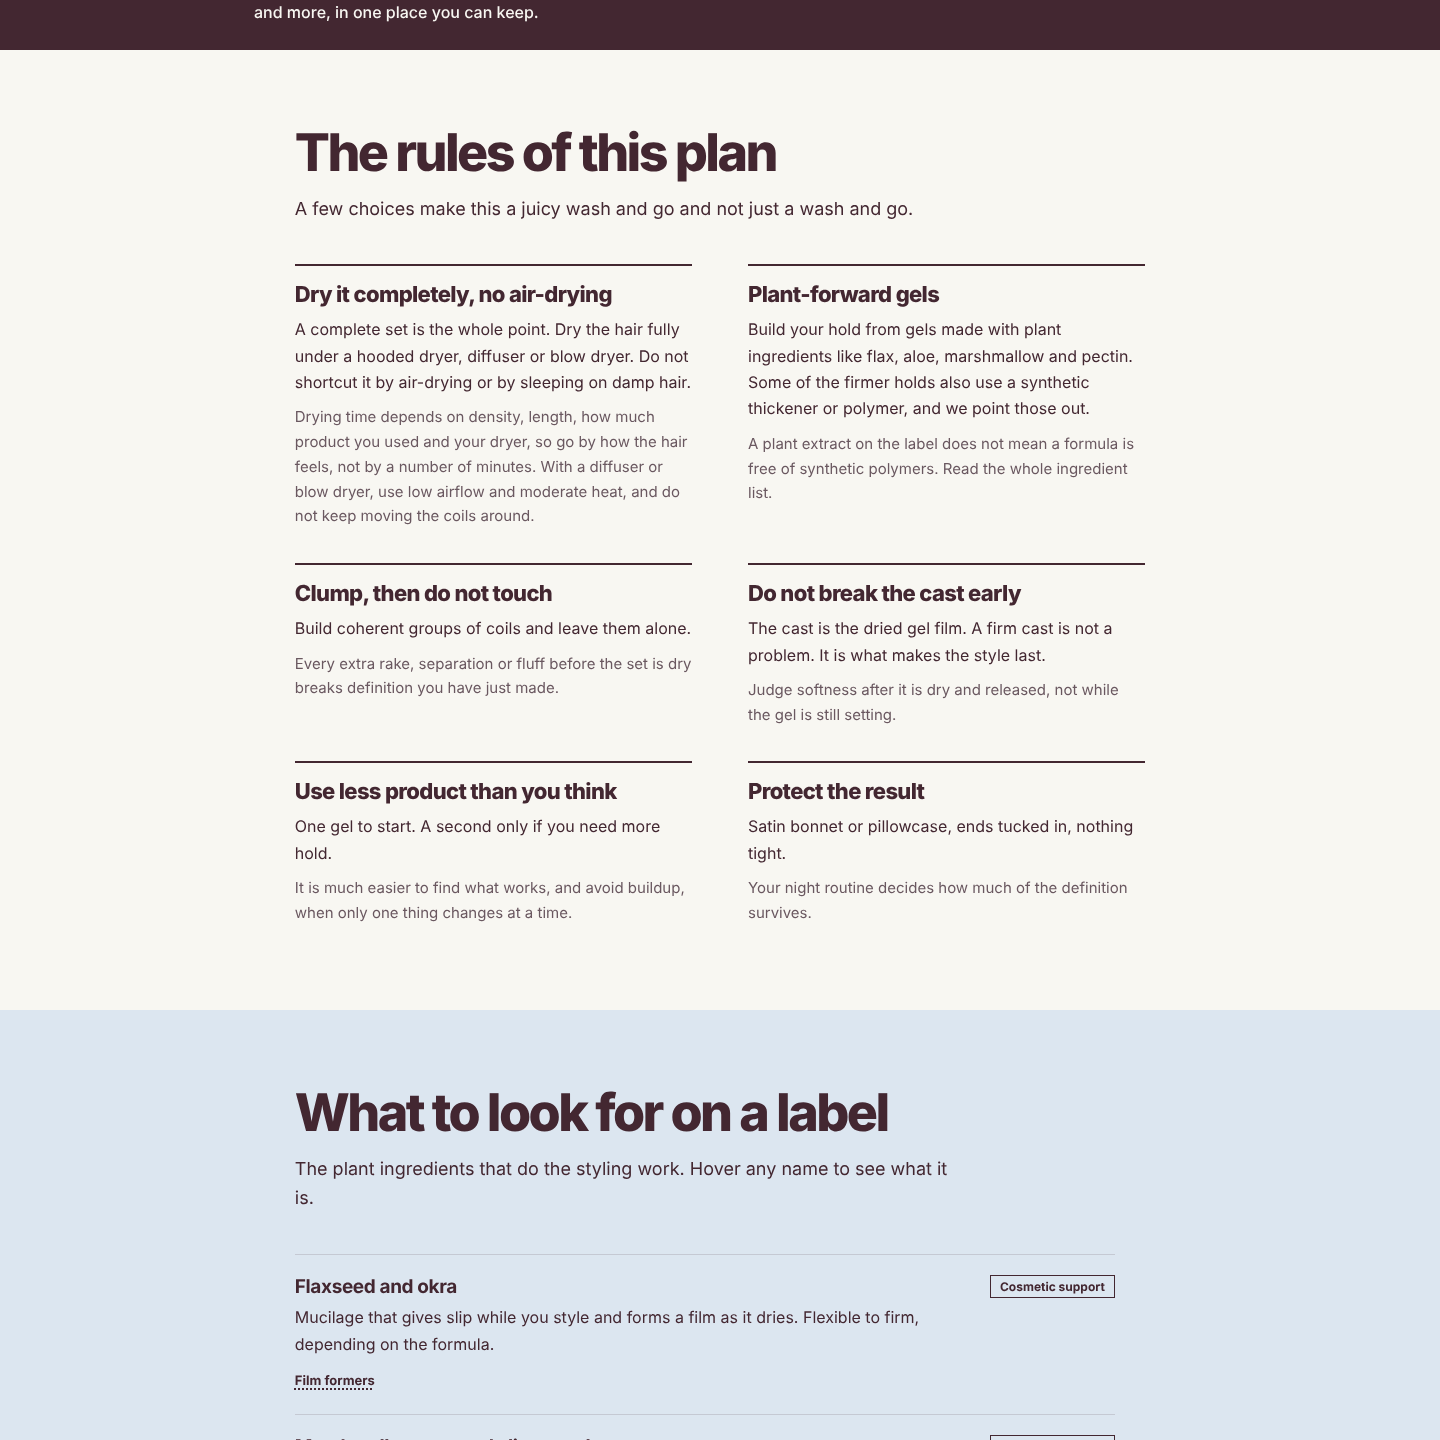 and more, in one place you can keep.
The rules of this plan
A few choices make this a juicy wash and go and not just a wash and go.
Dry it completely, no air-drying
A complete set is the whole point. Dry the hair fully
under a hooded dryer, diffuser or blow dryer. Do not
shortcut it by air-drying or by sleeping on damp hair.
Drying time depends on density, length, how much
product you used and your dryer, so go by how the hair
feels, not by a number of minutes. With a diffuser or
blow dryer, use low airflow and moderate heat, and do
not keep moving the coils around.
Plant-forward gels
Build your hold from gels made with plant
ingredients like flax, aloe, marshmallow and pectin.
Some of the firmer holds also use a synthetic
thickener or polymer, and we point those out.
A plant extract on the label does not mean a formula is
free of synthetic polymers. Read the whole ingredient
list.
Clump, then do not touch
Build coherent groups of coils and leave them alone.
Every extra rake, separation or fluff before the set is dry
breaks definition you have just made.
Do not break the cast early
The cast is the dried gel film. A firm cast is not a
problem. It is what makes the style last.
Judge softness after it is dry and released, not while
the gel is still setting.
Use less product than you think
One gel to start. A second only if you need more
hold.
It is much easier to find what works, and avoid buildup,
when only one thing changes at a time.
Protect the result
Satin bonnet or pillowcase, ends tucked in, nothing
tight.
Your night routine decides how much of the definition
survives.
What to look for on a label
The plant ingredients that do the styling work. Hover any name to see what it
is.
Flaxseed and okra
Cosmetic support
Mucilage that gives slip while you style and forms a film as it dries. Flexible to firm,
depending on the formula.
Film formers